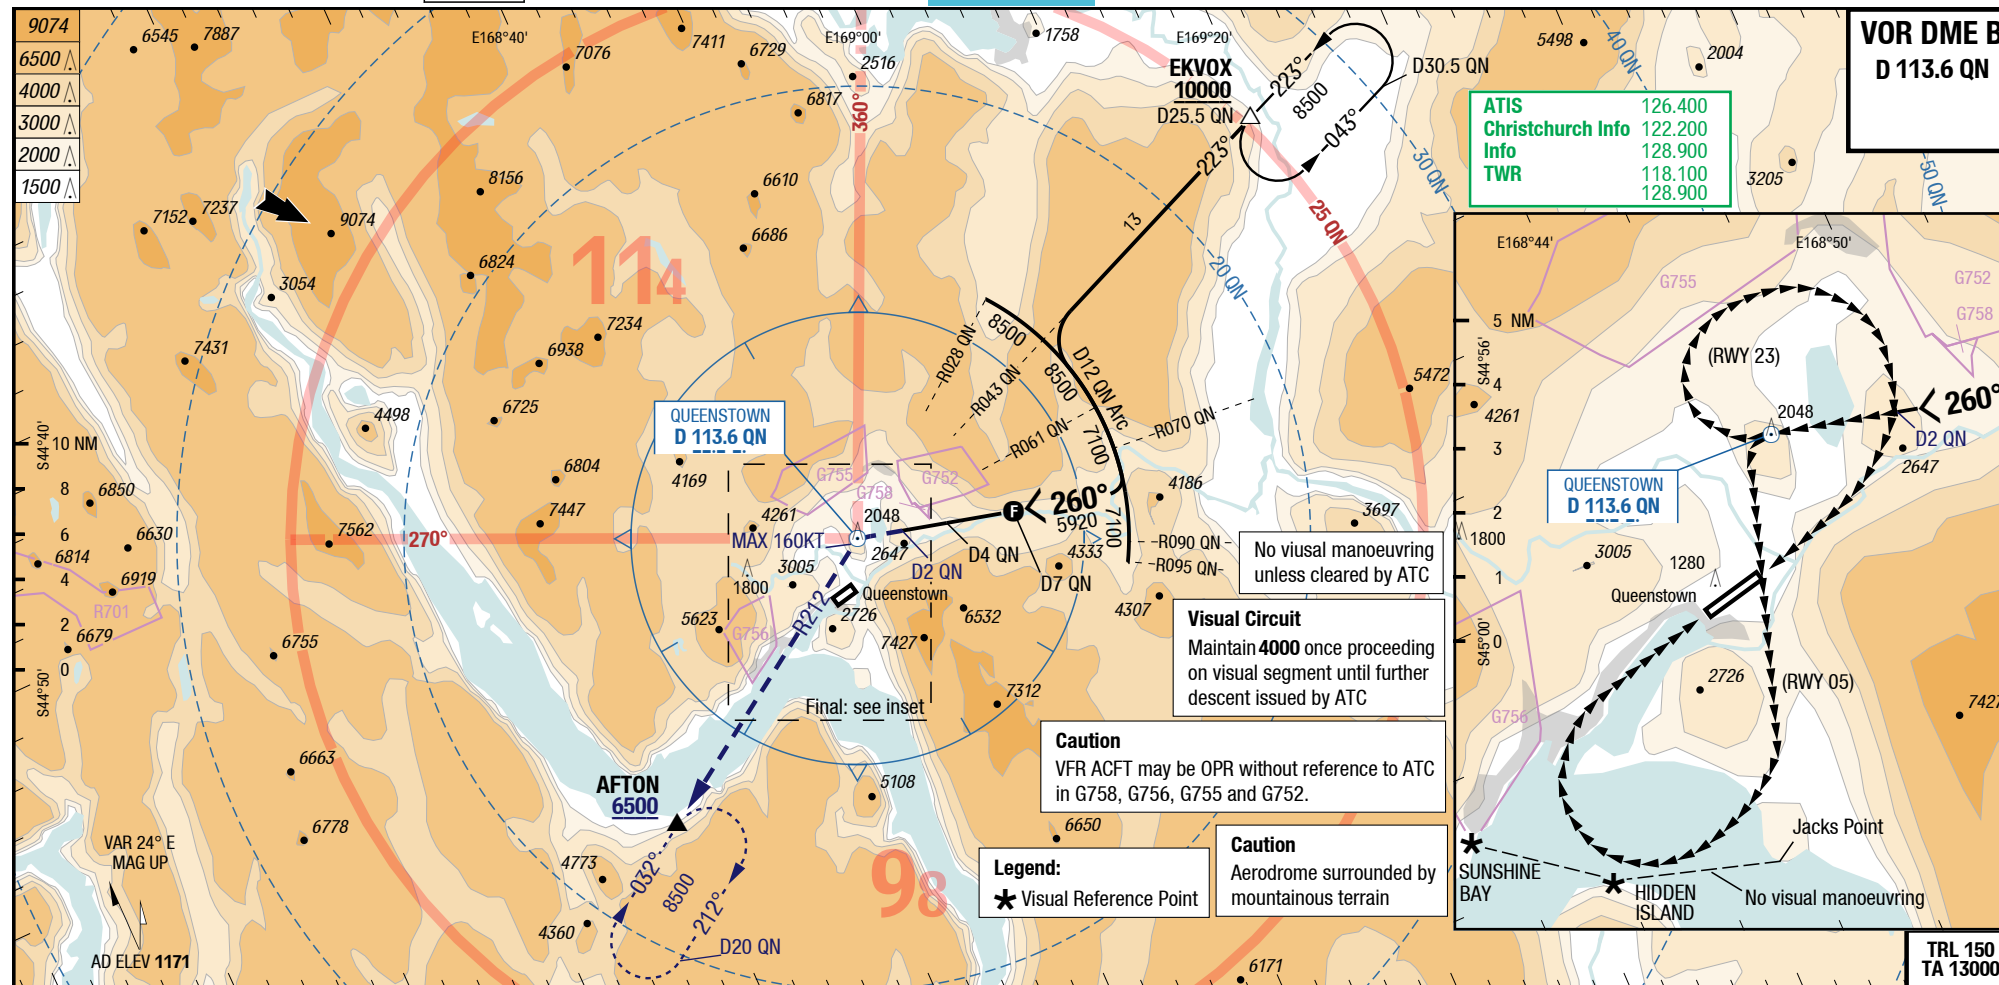 9074
6500
4000
3000
2000
1500
6545
7887
E168°40'
7076
7411
6729
E169°00'
2516
6817
360°
1758
E169°20'
EKVOX
10000
D25.5 QN
223°
8500
043°
D30.5 QN
223°
13
5498
40 QN
2004
VOR DME B
D 113.6 QN
ATIS 126.400
Christchurch Info 122.200
Info 128.900
TWR 118.100
128.900
30 QN
3205
50 QN
7152
7237
9074
8156
6824
3054
6610
6686
114
25 QN
20 QN
7431
7234
6938
6725
4498
R028 QN
8500
R043 QN
8500
D12 QN Arc
R061 QN
7100
R070 QN
5472
S44°40'
10 NM
8
6
4
2
0
S44°50'
6850
6630
6814
6919
R701
6679
7562
270°
6804
7447
QUEENSTOWN
D 113.6 QN
4169
G755
G758
G752
4261
2048
MAX 160KT
2647
D2 QN
D4 QN
F
260°
5920
7100
4333
D7 QN
4186
R090 QN
R095 QN
4307
3697
3005
1800
Queenstown
2726
R212
5623
G756
6532
7427
7312
Final: see inset
6755
6663
6778
AFTON
6500
5108
4773
4360
032°
8500
212°
D20 QN
98
6650
6171
VAR 24° E
MAG UP
AD ELEV 1171
No viusal manoeuvring
unless cleared by ATC
Visual Circuit
Maintain 4000 once proceeding
on visual segment until further
descent issued by ATC
Caution
VFR ACFT may be OPR without reference to ATC
in G758, G756, G755 and G752.
Legend:
Visual Reference Point
Caution
Aerodrome surrounded by
mountainous terrain
E168°44'
E168°50'
G755
G752
G758
5 NM
S44°56'
4
3
2
1
0
S45°00'
(RWY 23)
4261
2048
260°
D2 QN
2647
QUEENSTOWN
D 113.6 QN
1800
3005
1280
Queenstown
2726
(RWY 05)
G756
7427
Jacks Point
SUNSHINE
BAY
HIDDEN
ISLAND
No visual manoeuvring
TRL 150
TA 13000